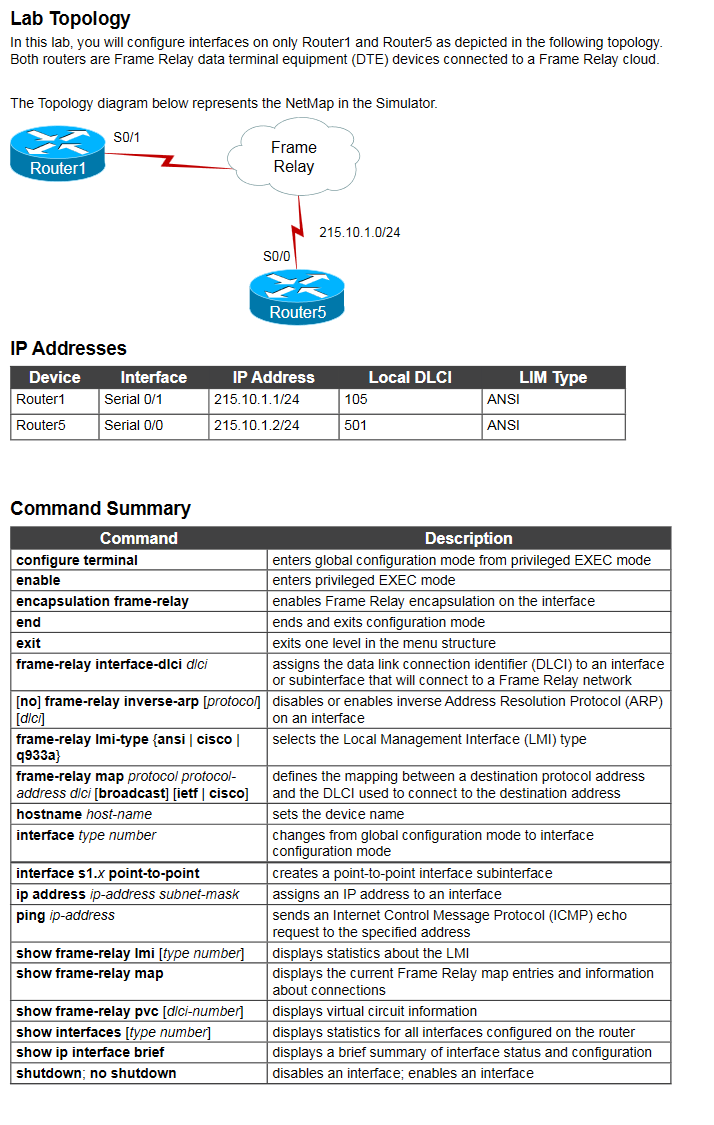 Lab Topology
In this lab, you will configure interfaces on only Router1 and Router5 as depicted in the following topology.
Both routers are Frame Relay data terminal equipment (DTE) devices connected to a Frame Relay cloud.
The Topology diagram below represents the NetMap in the Simulator.
S0/1
Router1
Frame
Relay
215.10.1.0/24
S0/0
Router5
IP Addresses
Device Interface IP Address Local DLCI LIM Type
Router1 Serial 0/1 215.10.1.1/24 105 ANSI
Router5 Serial 0/0 215.10.1.2/24 501 ANSI
Command Summary
Command Description
configure terminal enters global configuration mode from privileged EXEC mode
enable enters privileged EXEC mode
encapsulation frame-relay enables Frame Relay encapsulation on the interface
end ends and exits configuration mode
exit exits one level in the menu structure
frame-relay interface-dlci dlci assigns the data link connection identifier (DLCI) to an interface
or subinterface that will connect to a Frame Relay network
[no] frame-relay inverse-arp [protocol] disables or enables inverse Address Resolution Protocol (ARP)
[dlci] on an interface
frame-relay lmi-type {ansi | cisco | selects the Local Management Interface (LMI) type
q933a}
frame-relay map protocol protocol- defines the mapping between a destination protocol address
address dlci [broadcast] [ietf | cisco] and the DLCI used to connect to the destination address
hostname host-name sets the device name
interface type number changes from global configuration mode to interface
configuration mode
interface s1.x point-to-point creates a point-to-point interface subinterface
ip address ip-address subnet-mask assigns an IP address to an interface
ping ip-address sends an Internet Control Message Protocol (ICMP) echo
request to the specified address
show frame-relay lmi [type number] displays statistics about the LMI
show frame-relay map displays the current Frame Relay map entries and information
about connections
show frame-relay pvc [dlci-number] displays virtual circuit information
show interfaces [type number] displays statistics for all interfaces configured on the router
show ip interface brief displays a brief summary of interface status and configuration
shutdown; no shutdown disables an interface; enables an interface